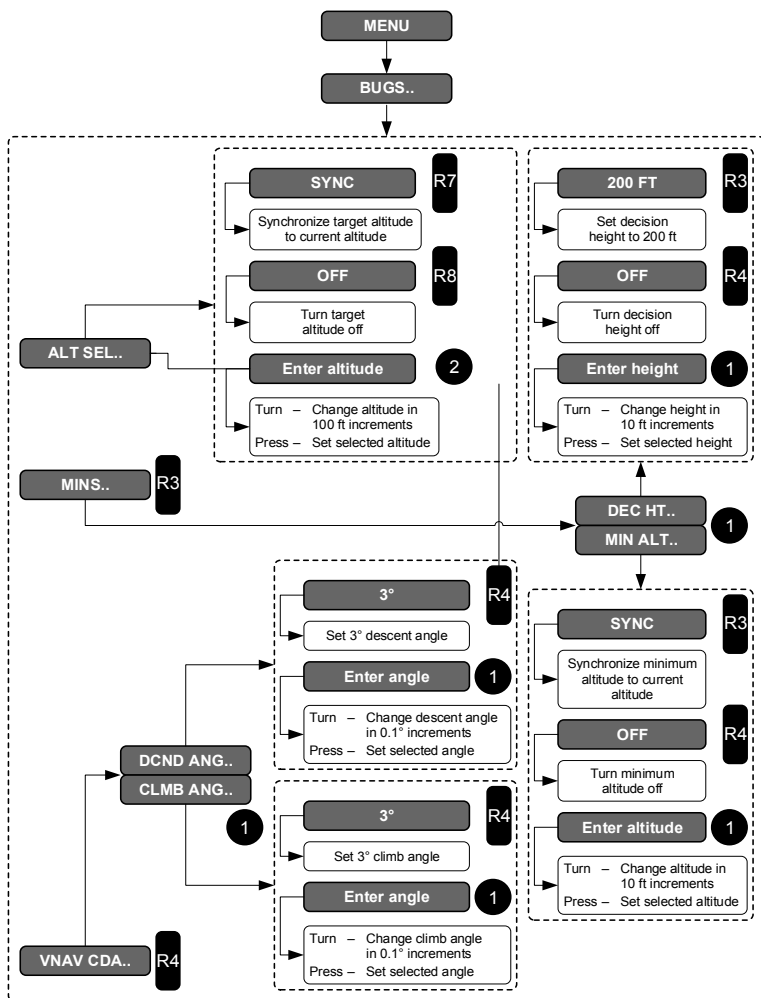 MENU
BUGS..
SYNC
R7
Synchronize target altitude
to current altitude
OFF
R8
Turn target
altitude off
ALT SEL..
Enter altitude
2
Turn – Change altitude in
100 ft increments
Press – Set selected altitude
200 FT
R3
Set decision
height to 200 ft
OFF
R4
Turn decision
height off
Enter height
1
Turn – Change height in
10 ft increments
Press – Set selected height
MINS..
R3
DEC HT..
MIN ALT..
1
3°
R4
Set 3° descent angle
Enter angle
1
Turn – Change descent angle
in 0.1° increments
Press – Set selected angle
SYNC
R3
Synchronize minimum
altitude to current
altitude
OFF
R4
Turn minimum
altitude off
Enter altitude
1
Turn – Change altitude in
10 ft increments
Press – Set selected altitude
DCND ANG..
CLMB ANG..
1
3°
R4
Set 3° climb angle
Enter angle
1
Turn – Change climb angle
in 0.1° increments
Press – Set selected angle
VNAV CDA..
R4